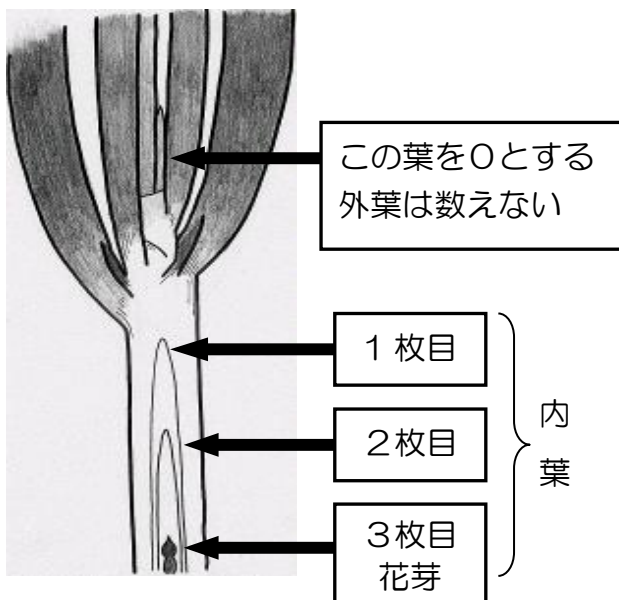 この葉を０とする
外葉は数えない
１枚目
２枚目
３枚目
花芽
内
葉